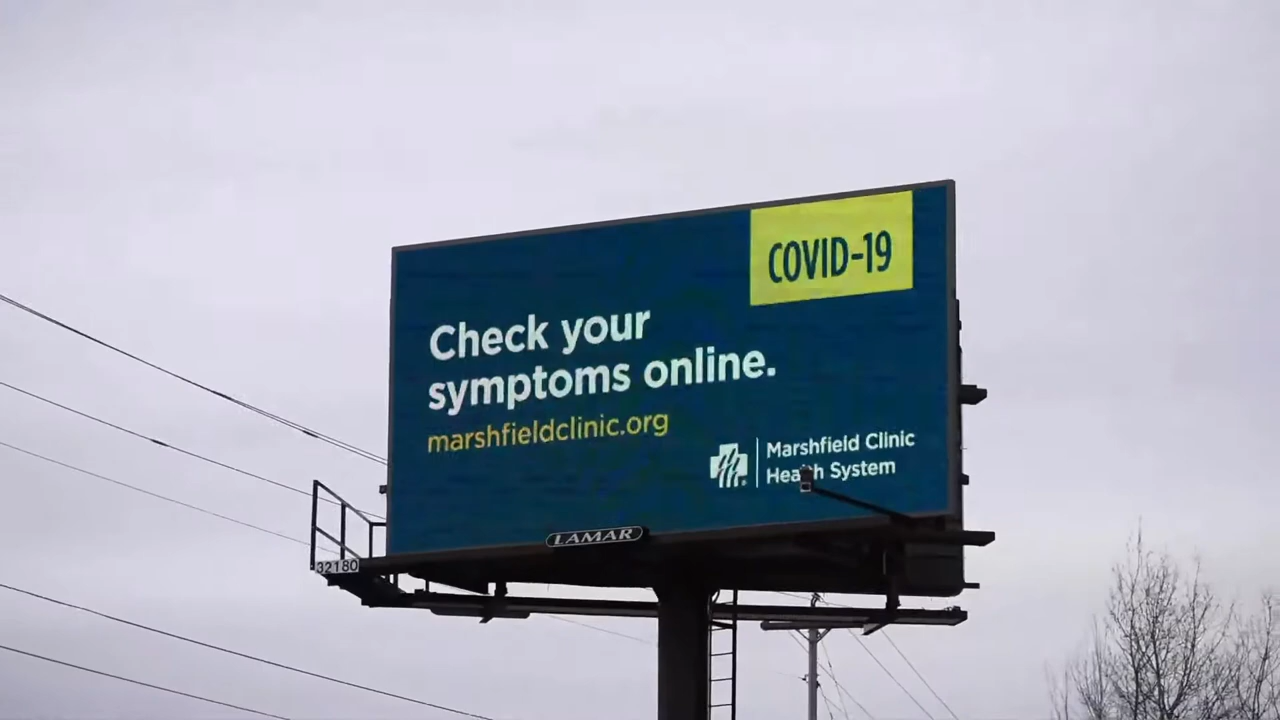 COVID-19
Check your
symptoms online.
marshfieldclinic.org
Marshfield Clinic
Health System
LAMAR
32180